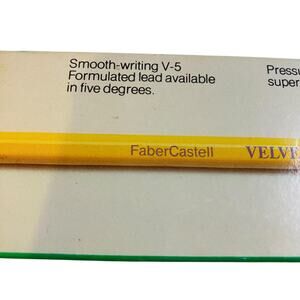 Smooth-writing V-5
Formulated lead available
in five degrees.
Pressu
super
FaberCastell VELVE